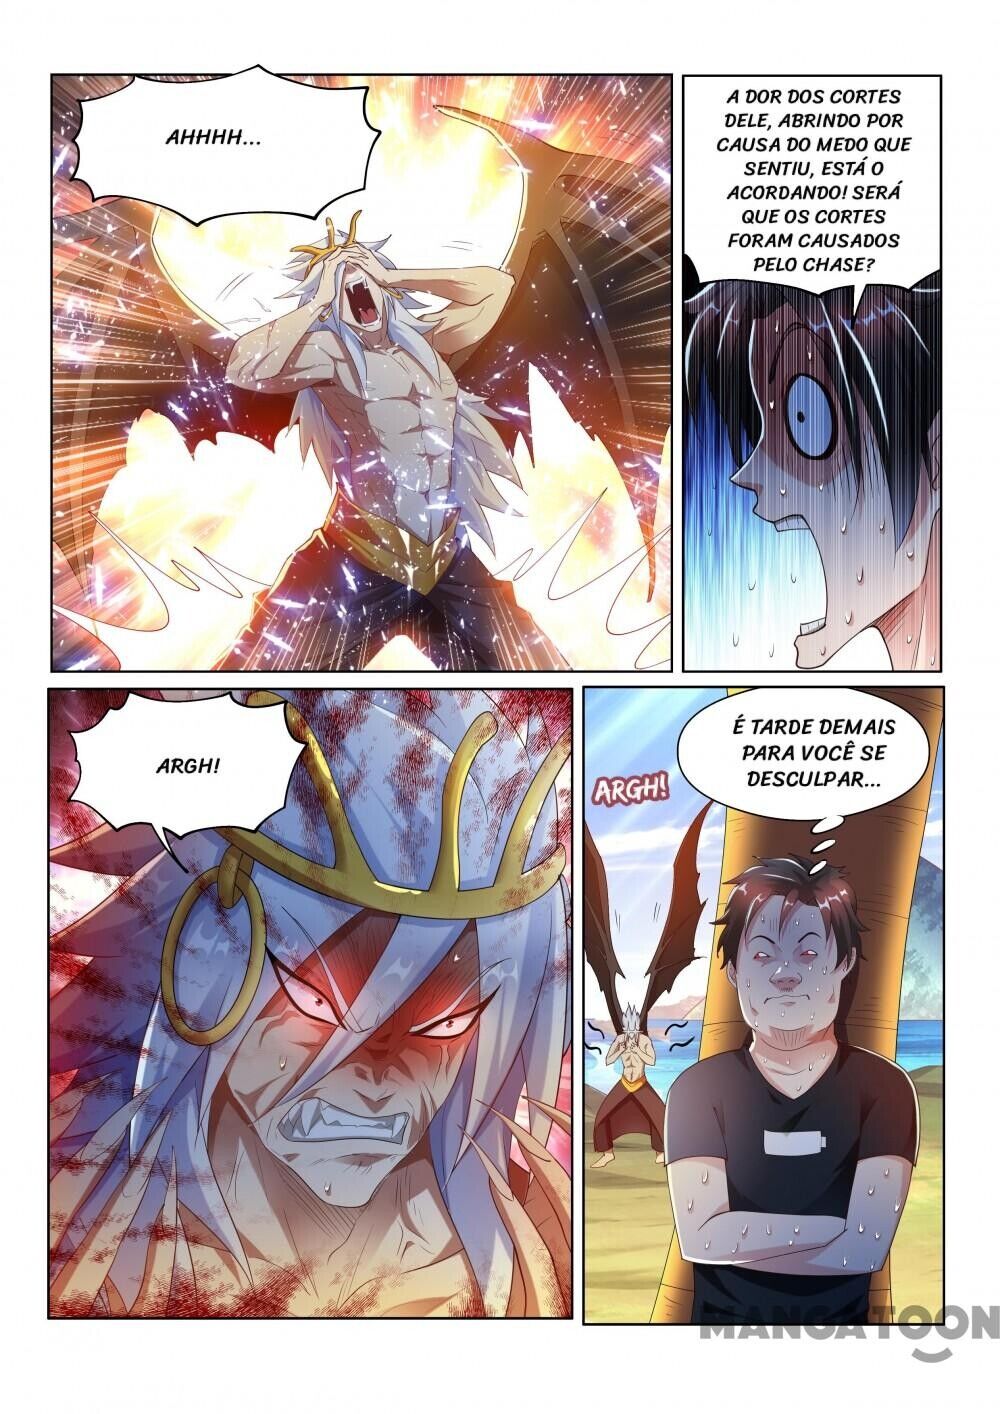 AHHHH...
A DOR DOS CORTES
DELE, ABRINDO POR
CAUSA DO MEDO QUE
SENTIU, ESTÁ O
ACORDANDO! SERÁ
QUE OS CORTES
FORAM CAUSADOS
PELO CHASE?
ARGH!
É TARDE DEMAIS
PARA VOCÊ SE
DESCULPAR...
ARGH!
MANGATOON